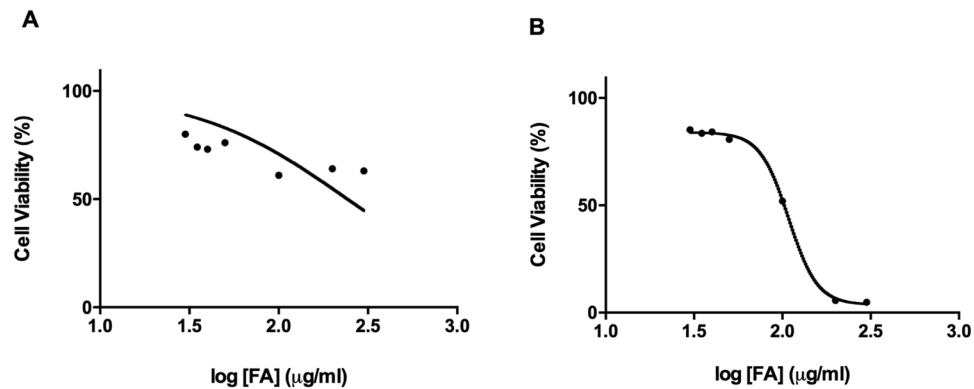 A
100
50
0
1.0 1.5 2.0 2.5 3.0
Cell Viability (%)
log [FA] (μg/ml)
B
100
50
0
1.0 1.5 2.0 2.5 3.0
Cell Viability (%)
log [FA] (μg/ml)